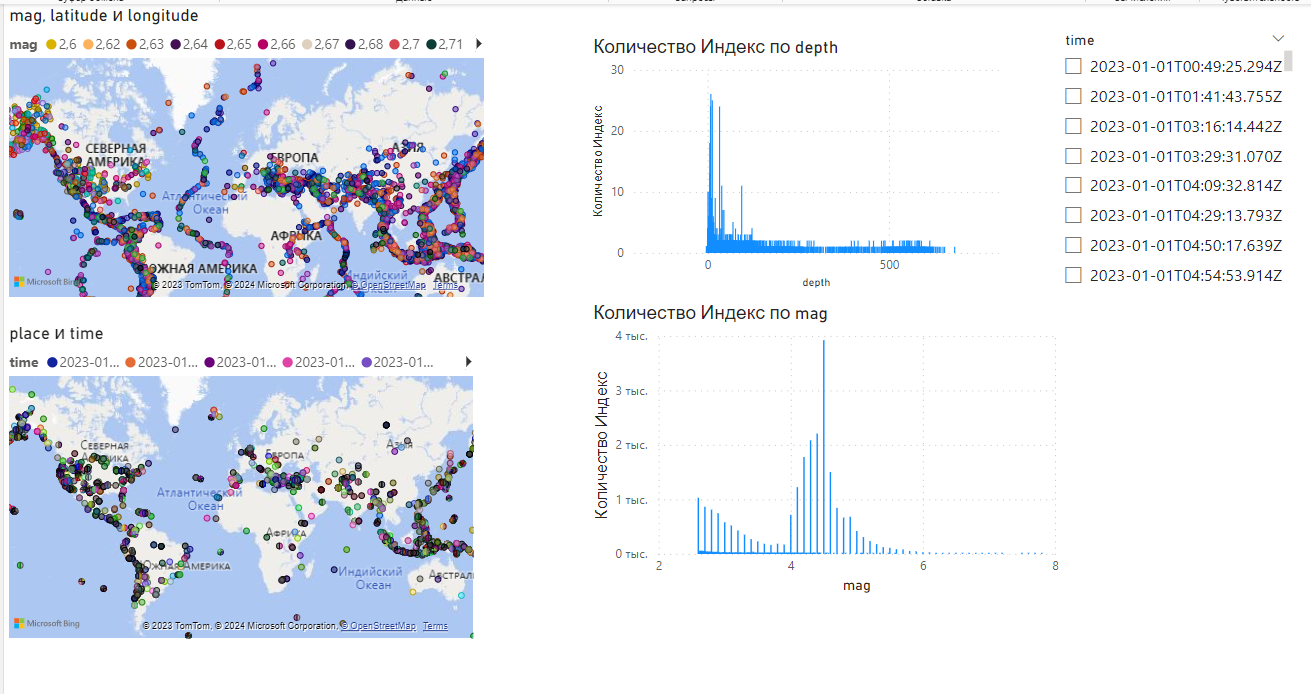 mag, latitude и longitude
mag 2,6 2,62 2,63 2,64 2,65 2,66 2,67 2,68 2,7 2,71
СЕВЕРНАЯ
АМЕРИКА
ЕВРОПА
АЗИЯ
Атлантический
Океан
АФРИКА
ЮЖНАЯ АМЕРИКА
Индийский
Океан
АВСТРАЛ
Microsoft Bing
© 2023 TomTom, © 2024 Microsoft Corporation, © OpenStreetMap Terms
place и time
time 2023-01... 2023-01... 2023-01... 2023-01... 2023-01...
СЕВЕРНАЯ
АМЕРИКА
ЕВРОПА
АЗИЯ
Атлантический
Океан
АФРИКА
ЮЖНАЯ АМЕРИКА
Индийский
Океан
АВСТРАЛ
Microsoft Bing
© 2023 TomTom, © 2024 Microsoft Corporation, © OpenStreetMap Terms
Количество Индекс по depth
Количество Индекс
30
20
10
0
0 500
depth
Количество Индекс по mag
Количество Индекс
4 тыс.
3 тыс.
2 тыс.
1 тыс.
0 тыс.
2 4 6 8
mag
time
2023-01-01T00:49:25.294Z
2023-01-01T01:41:43.755Z
2023-01-01T03:16:14.442Z
2023-01-01T03:29:31.070Z
2023-01-01T04:09:32.814Z
2023-01-01T04:29:13.793Z
2023-01-01T04:50:17.639Z
2023-01-01T04:54:53.914Z